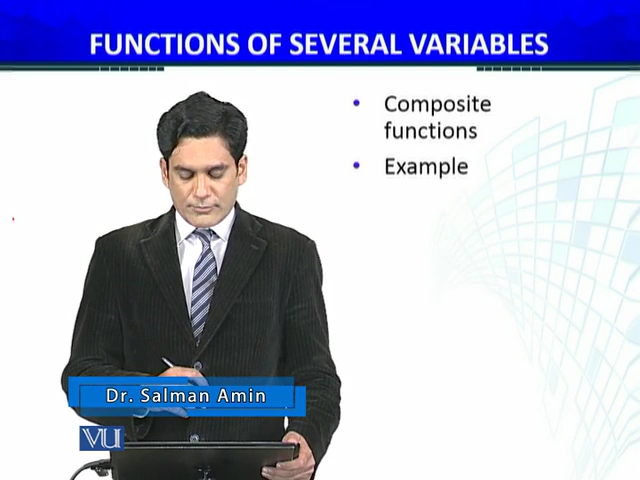 FUNCTIONS OF SEVERAL VARIABLES
• Composite
functions
• Example
Dr. Salman Amin
VU